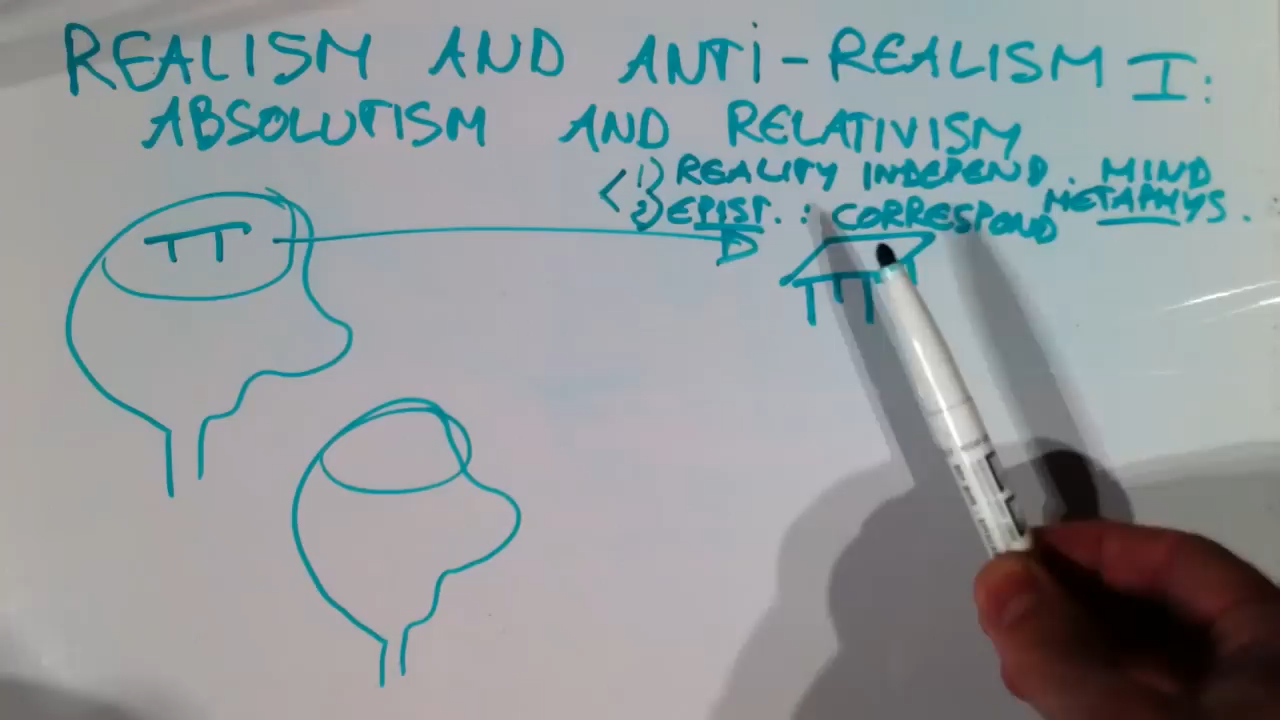 REALISM AND ANTi-REALISM I:
ABSOLUTISM AND RELATIVISM
1) REALITY INDEPEND. MIND
METAPHYS.
2) EPIST. : CORRESPOND